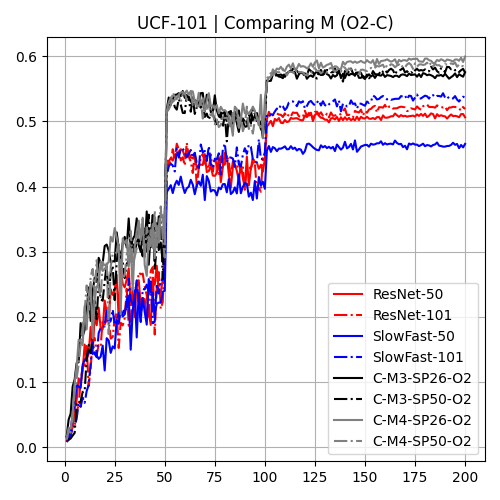 UCF-101 | Comparing M (O2-C)
0.6
0.5
0.4
0.3
0.2
0.1
0.0
ResNet-50
ResNet-101
SlowFast-50
SlowFast-101
C-M3-SP26-O2
C-M3-SP50-O2
C-M4-SP26-O2
C-M4-SP50-O2
0 25 50 75 100 125 150 175 200